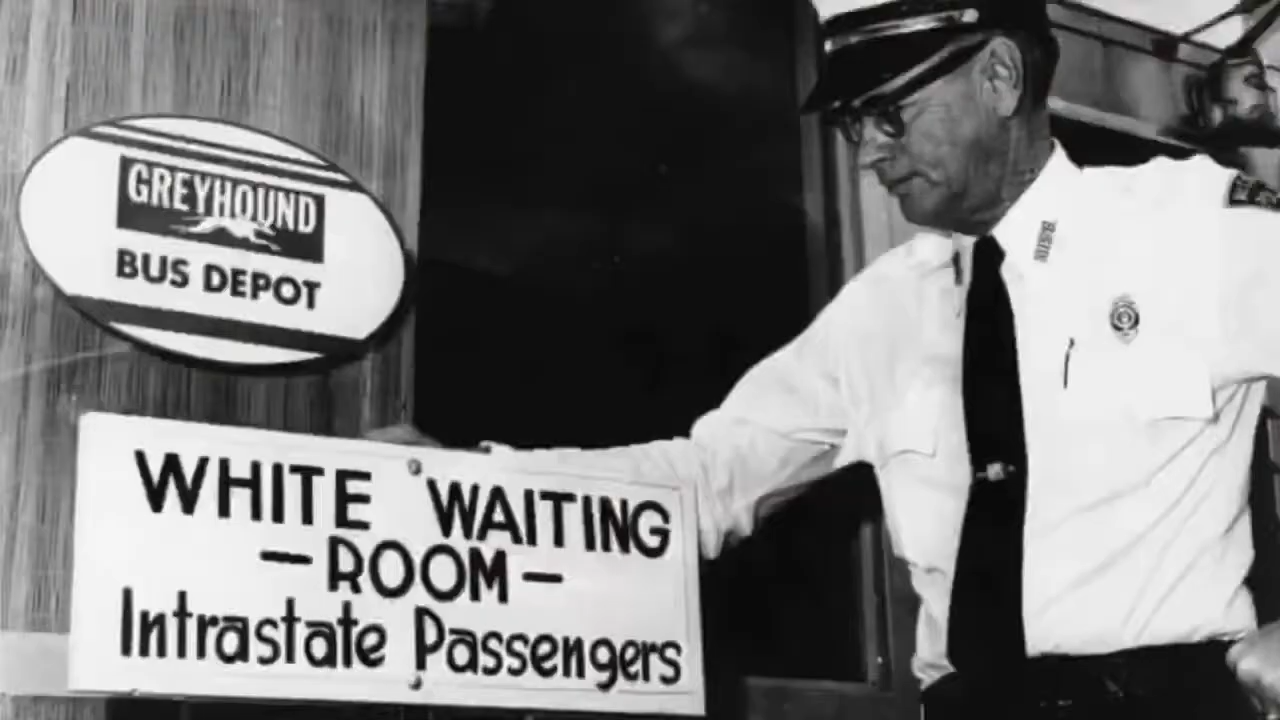 GREYHOUND
BUS DEPOT
WHITE WAITING
— ROOM —
Intrastate Passengers